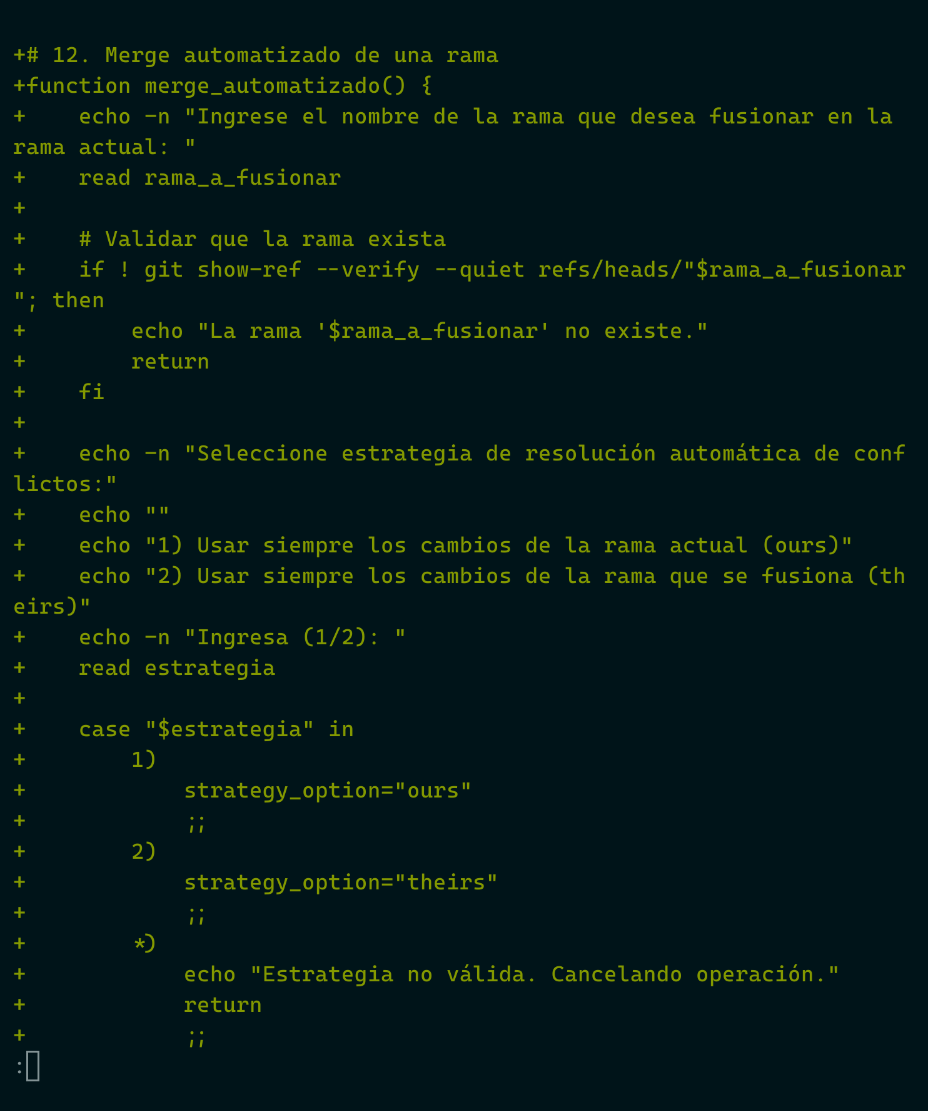 +# 12. Merge automatizado de una rama
+function merge_automatizado() {
+    echo -n "Ingrese el nombre de la rama que desea fusionar en la
rama actual: "
+    read rama_a_fusionar
+
+    # Validar que la rama exista
+    if ! git show-ref --verify --quiet refs/heads/"$rama_a_fusionar
"; then
+        echo "La rama '$rama_a_fusionar' no existe."
+        return
+    fi
+
+    echo -n "Seleccione estrategia de resolución automática de conf
lictos:"
+    echo ""
+    echo "1) Usar siempre los cambios de la rama actual (ours)"
+    echo "2) Usar siempre los cambios de la rama que se fusiona (th
eirs)"
+    echo -n "Ingresa (1/2): "
+    read estrategia
+
+    case "$estrategia" in
+        1)
+            strategy_option="ours"
+            ;;
+        2)
+            strategy_option="theirs"
+            ;;
+        *)
+            echo "Estrategia no válida. Cancelando operación."
+            return
+            ;;
: